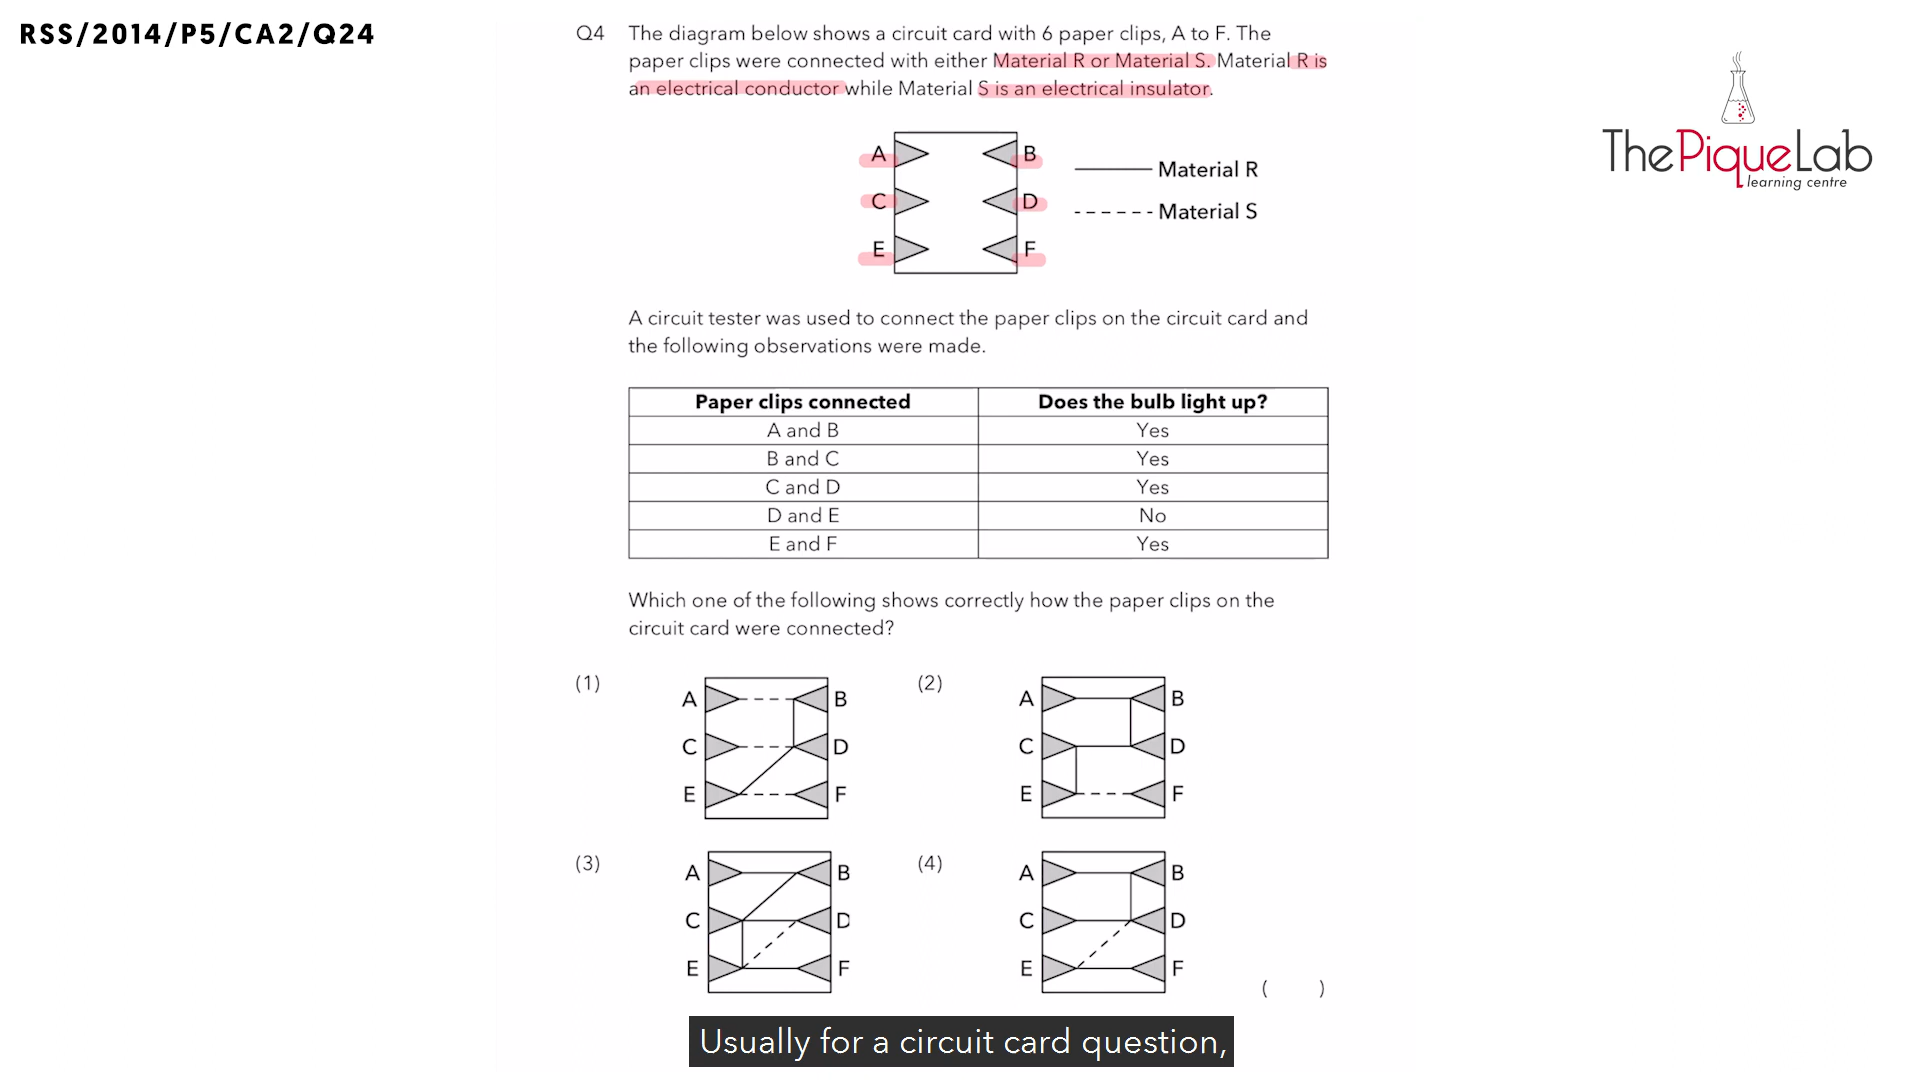 RSS/2014/P5/CA2/Q24
Q4 The diagram below shows a circuit card with 6 paper clips, A to F. The
paper clips were connected with either Material R or Material S. Material R is
an electrical conductor while Material S is an electrical insulator.
A B
C D
E F
Material R
Material S
ThePiqueLab
learning centre
A circuit tester was used to connect the paper clips on the circuit card and
the following observations were made.
Paper clips connected Does the bulb light up?
A and B Yes
B and C Yes
C and D Yes
D and E No
E and F Yes
Which one of the following shows correctly how the paper clips on the
circuit card were connected?
(1)
A B
C D
E F
(2)
A B
C D
E F
(3)
A B
C D
E F
(4)
A B
C D
E F
( )
Usually for a circuit card question,